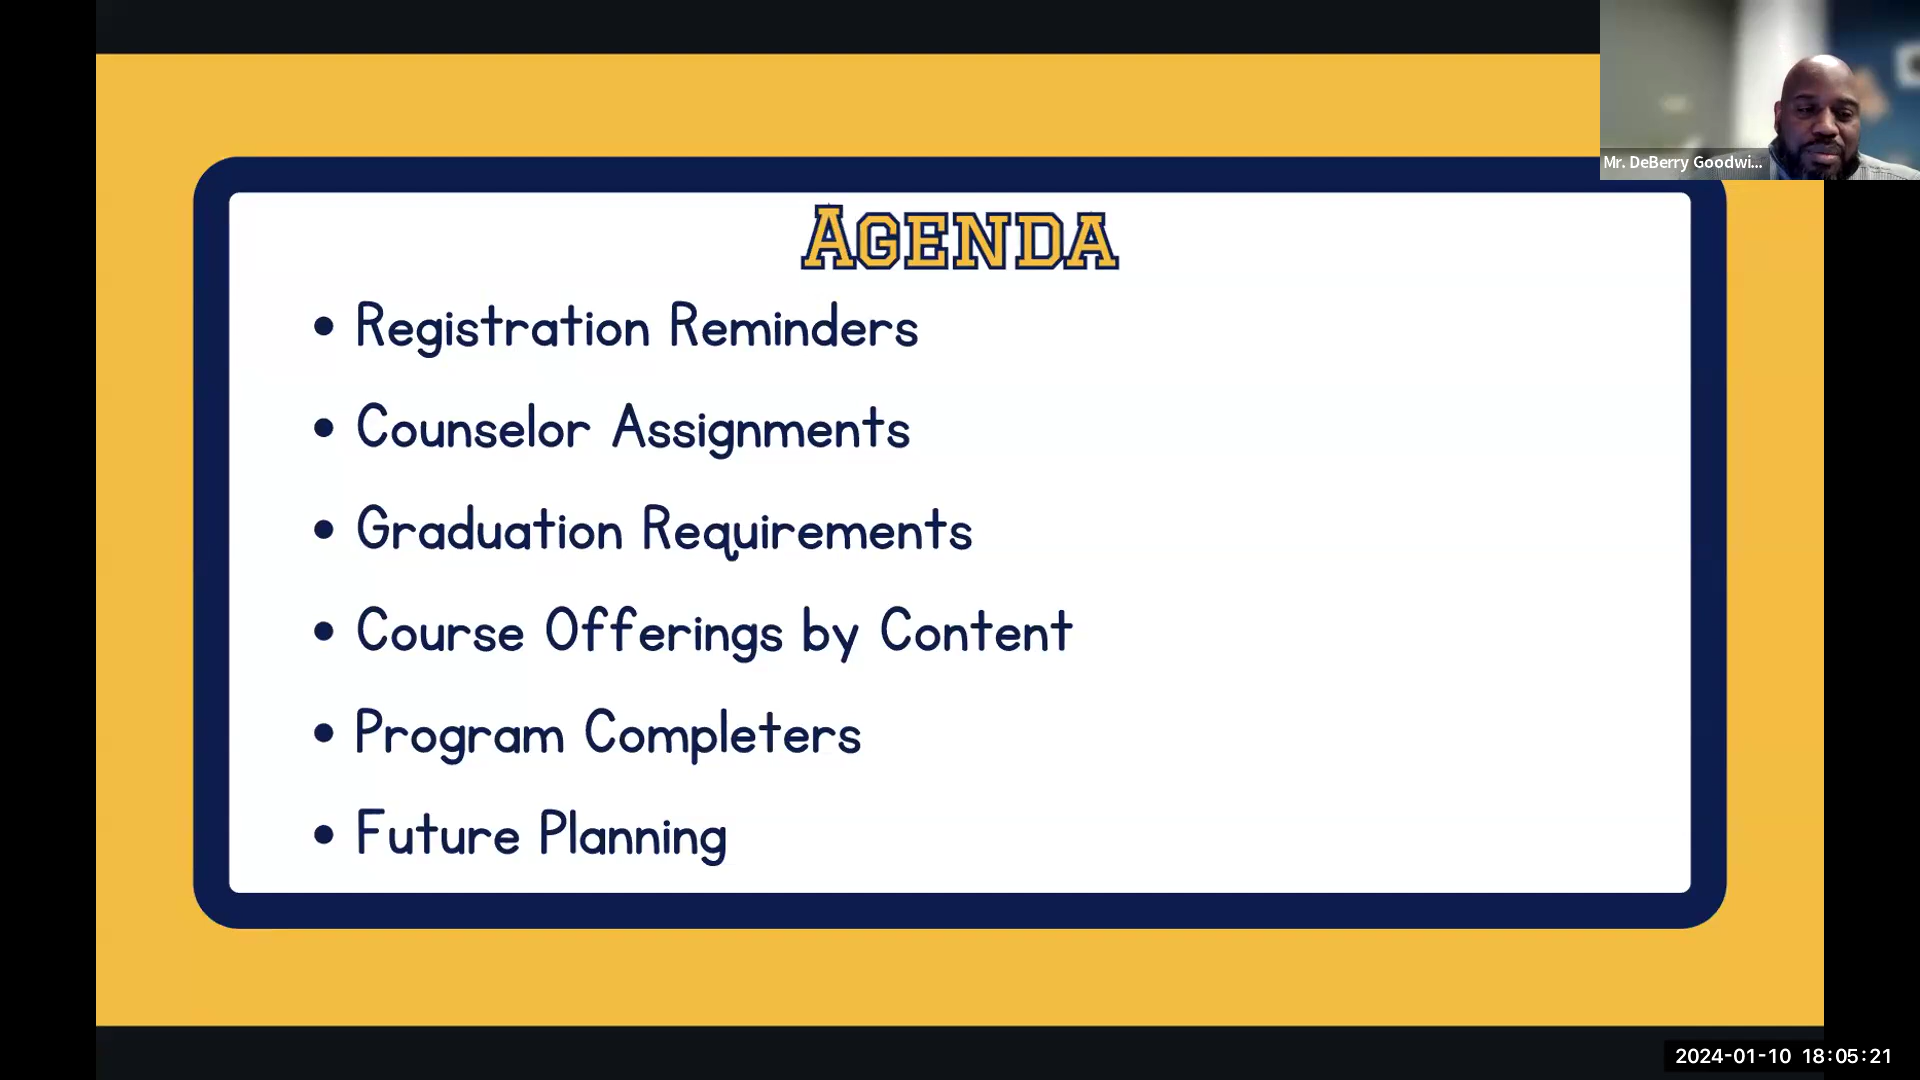 Mr. DeBerry Goodwi...
AGENDA
• Registration Reminders
• Counselor Assignments
• Graduation Requirements
• Course Offerings by Content
• Program Completers
• Future Planning
2024-01-10 18:05:21